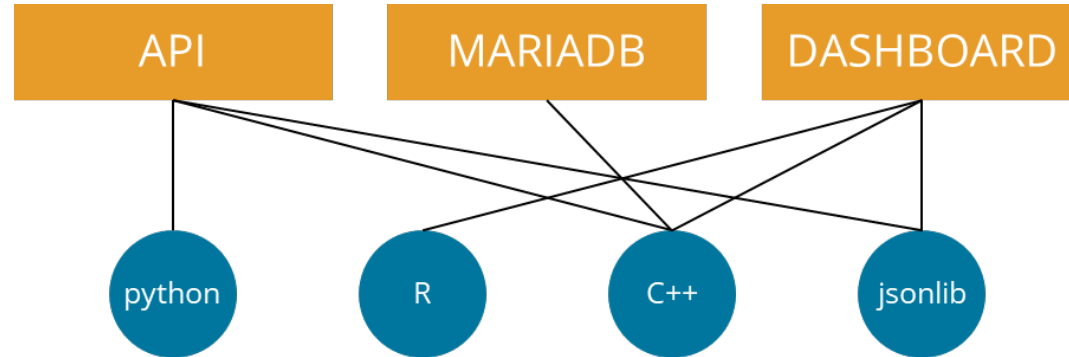 API
MARIADB
DASHBOARD
python
R
C++
jsonlib